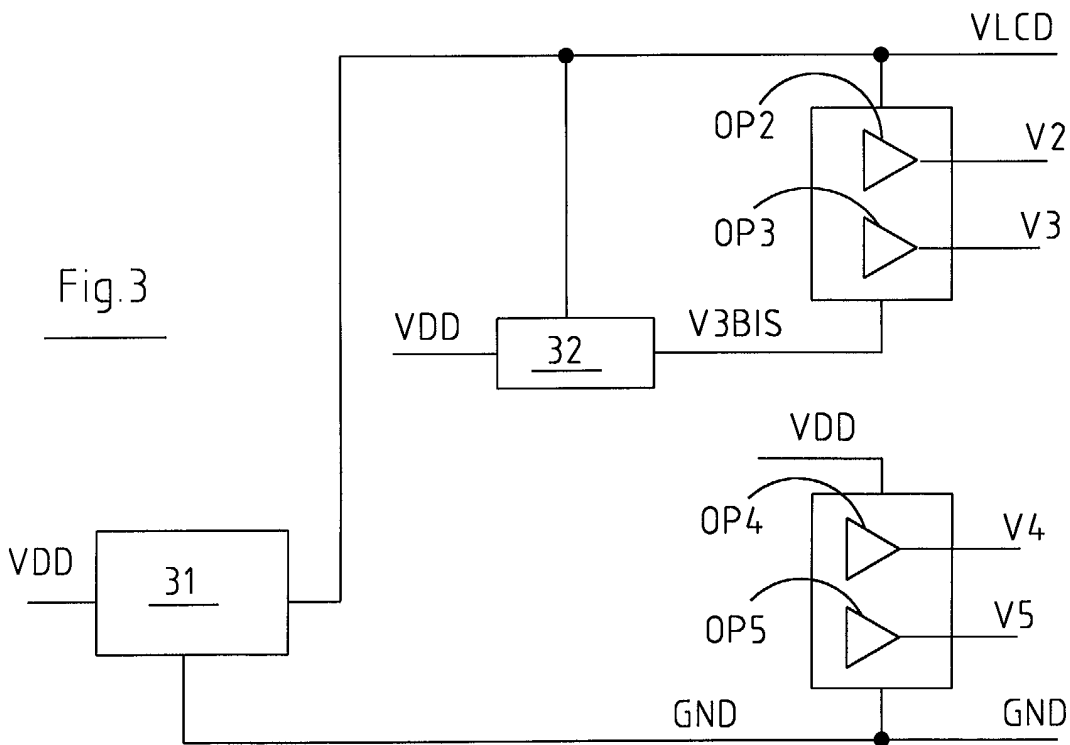 VLCD
OP2
V2
OP3
V3
Fig.3
VDD
32
V3BIS
VDD
OP4
V4
VDD
31
OP5
V5
GND
GND